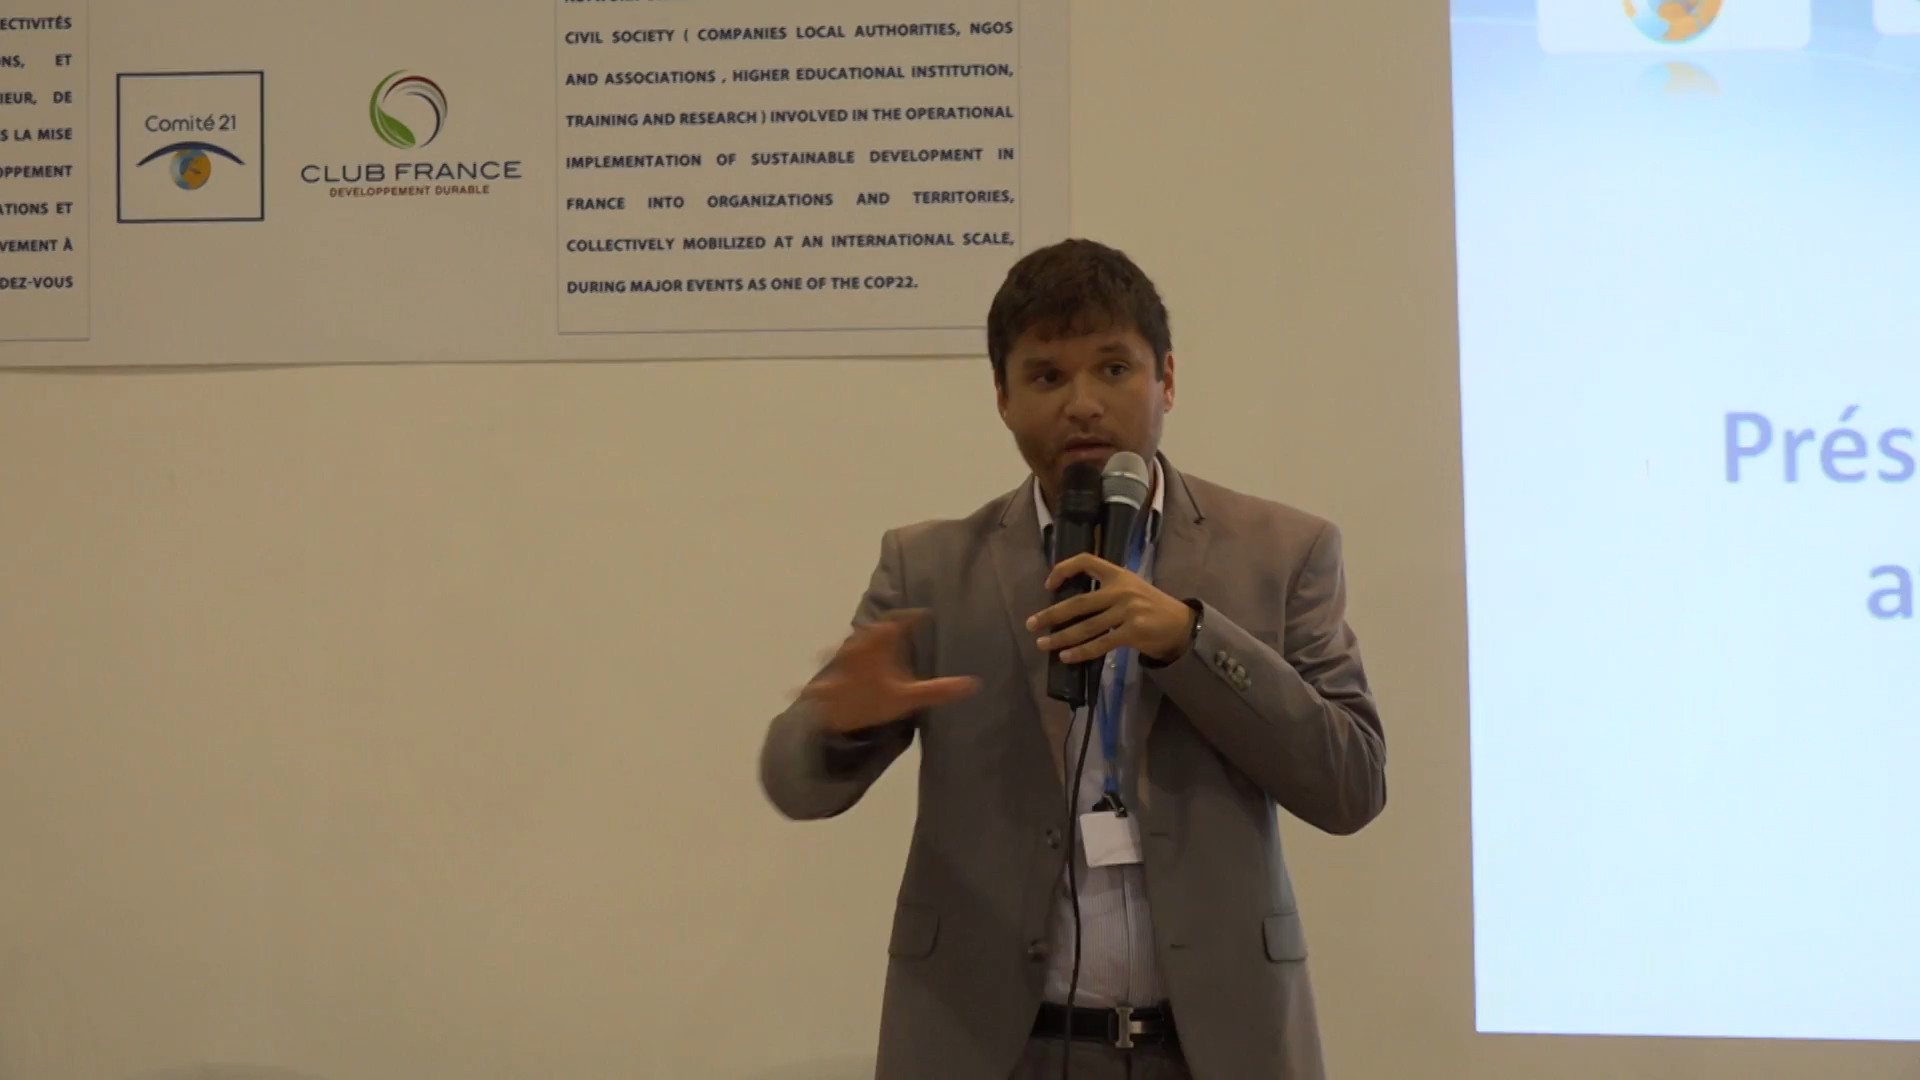 ECTIVITÉS
NS, ET
IEUR, DE
S LA MISE
OPPEMENT
ATIONS ET
VEMENT À
DEZ-VOUS
Comité 21
CLUB FRANCE
DEVELOPPEMENT DURABLE
CIVIL SOCIETY ( COMPANIES LOCAL AUTHORITIES, NGOS
AND ASSOCIATIONS , HIGHER EDUCATIONAL INSTITUTION,
TRAINING AND RESEARCH ) INVOLVED IN THE OPERATIONAL
IMPLEMENTATION OF SUSTAINABLE DEVELOPMENT IN
FRANCE INTO ORGANIZATIONS AND TERRITORIES,
COLLECTIVELY MOBILIZED AT AN INTERNATIONAL SCALE,
DURING MAJOR EVENTS AS ONE OF THE COP22.
Prés
a